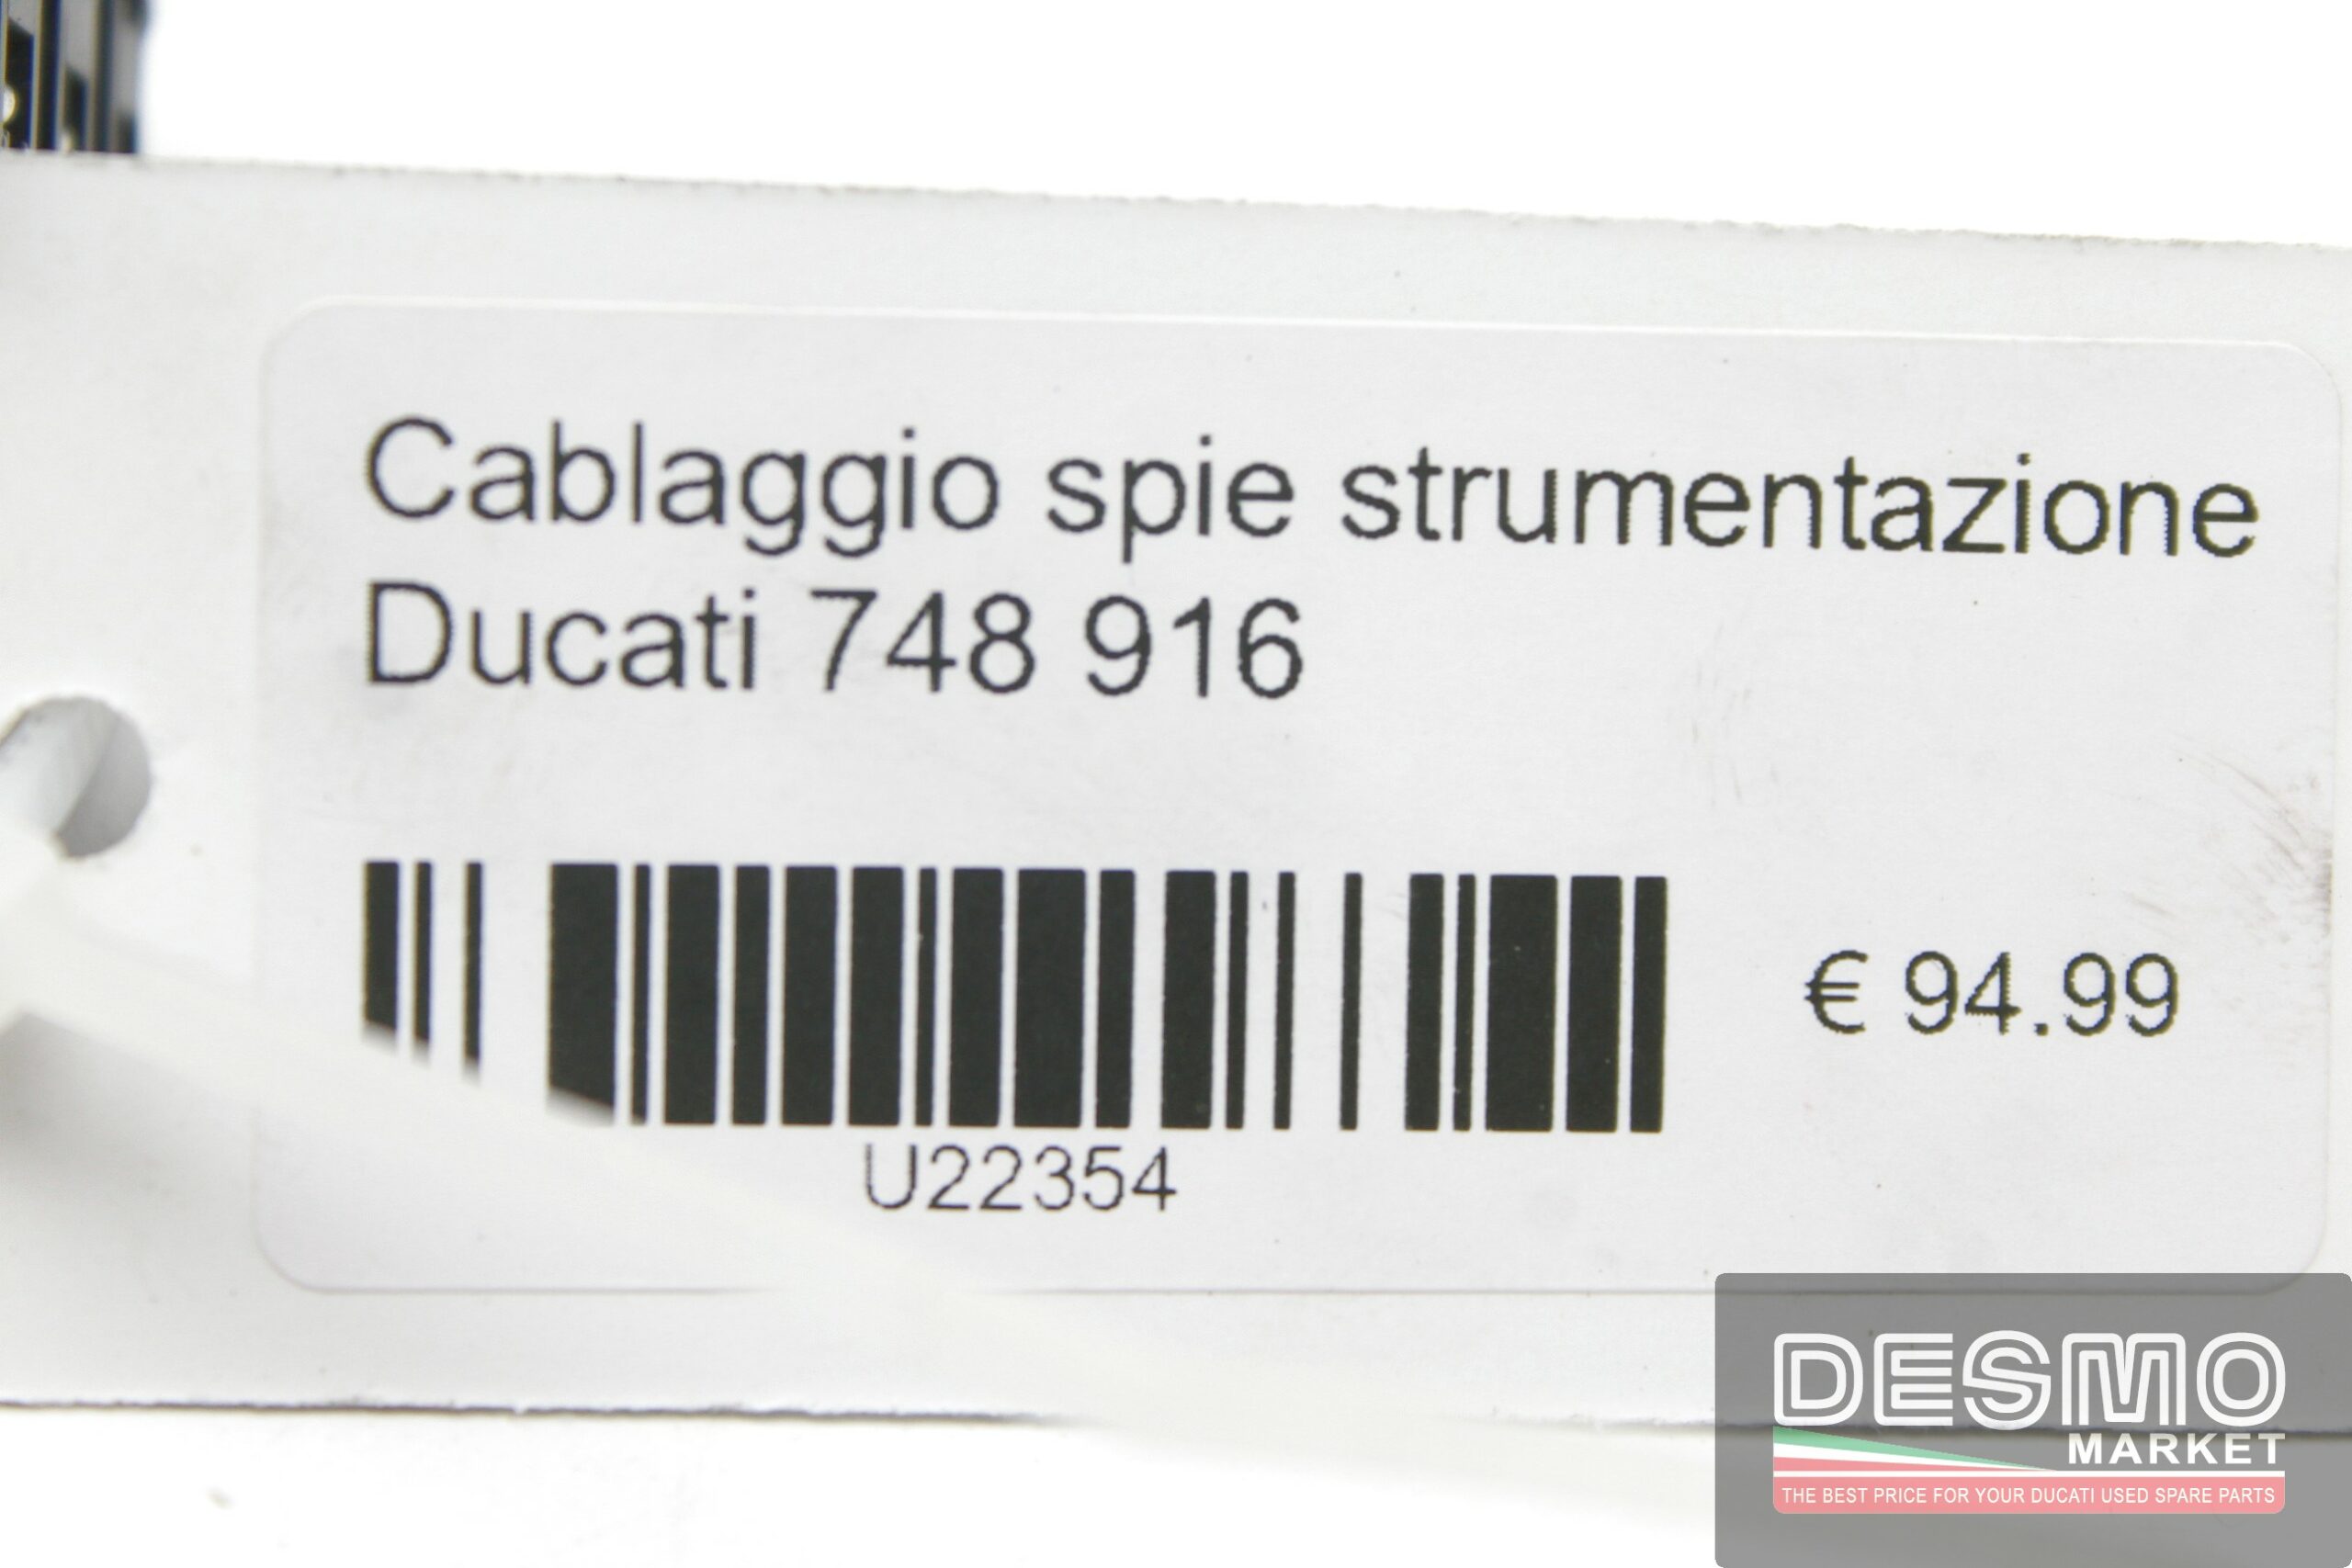 Cablaggio spie strumentazione
Ducati 748 916
€ 94.99
U22354
DESMO
MARKET
THE BEST PRICE FOR YOUR DUCATI USED SPARE PARTS